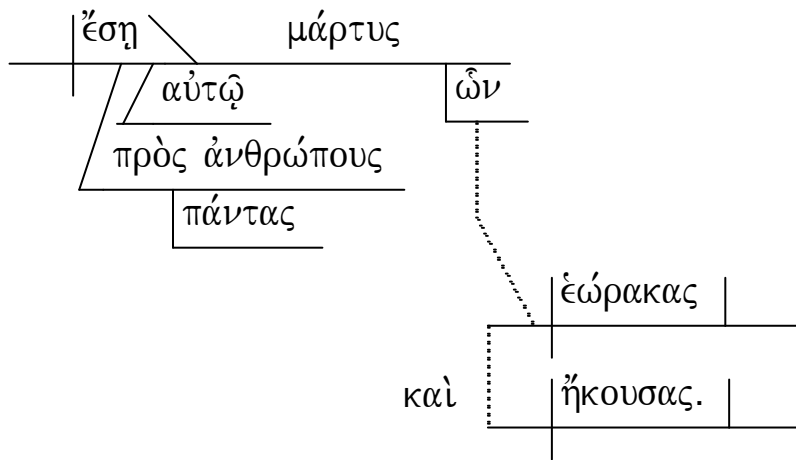 ἔσῃ μάρτυς
αὐτῷ ὧν
πρὸς ἀνθρώπους
πάντας
ἑώρακας
καὶ ἤκουσας.